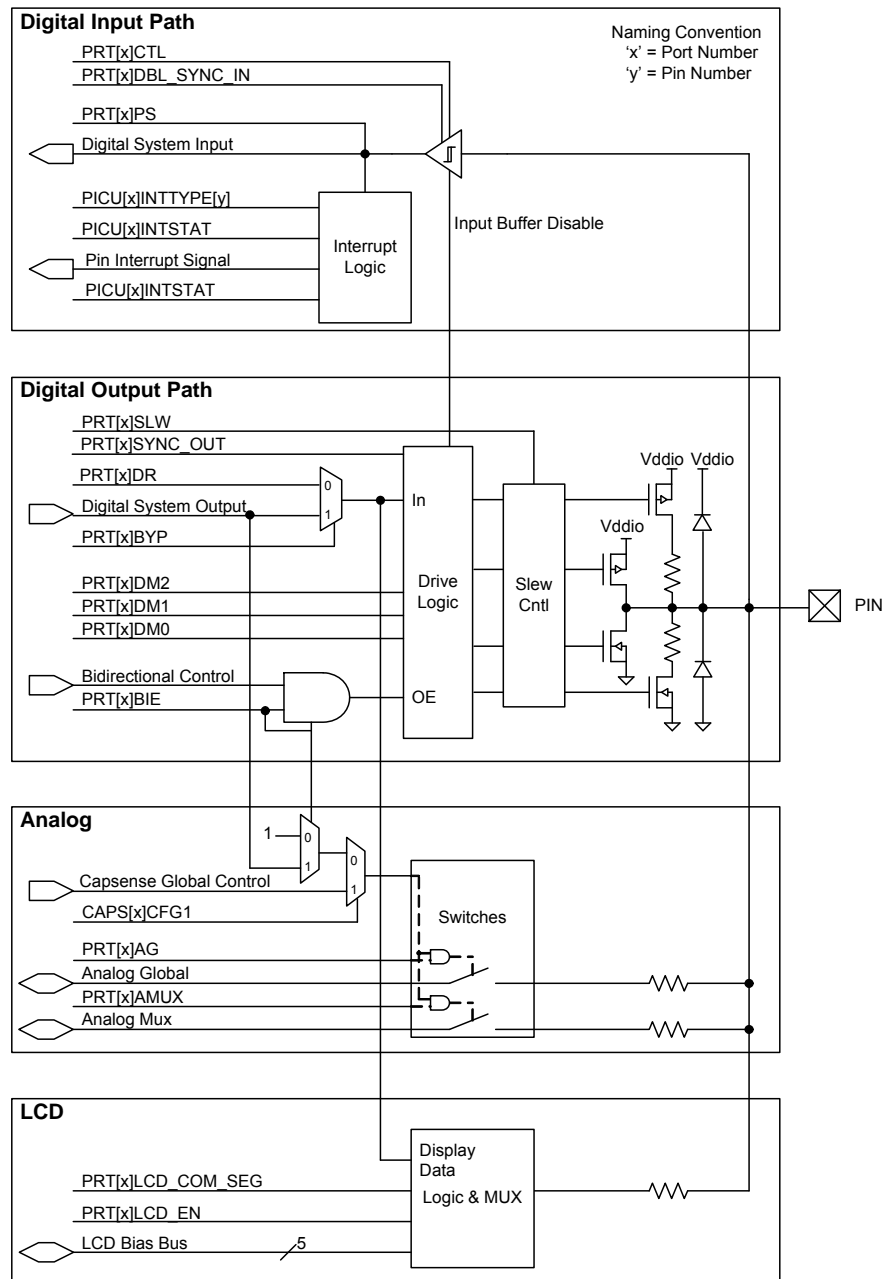 Digital Input Path
Naming Convention
‘x’ = Port Number
‘y’ = Pin Number
PRT[x]CTL
PRT[x]DBL_SYNC_IN
PRT[x]PS
Digital System Input
PICU[x]INTTYPE[y]
PICU[x]INTSTAT
Pin Interrupt Signal
PICU[x]INTSTAT
Interrupt
Logic
Input Buffer Disable
Digital Output Path
PRT[x]SLW
PRT[x]SYNC_OUT
PRT[x]DR
Digital System Output
PRT[x]BYP
0
1
In
Vddio Vddio
Vddio
PRT[x]DM2
PRT[x]DM1
PRT[x]DM0
Drive
Logic
Slew
Cntl
PIN
Bidirectional Control
PRT[x]BIE
OE
Analog
1
0
1
0
1
Capsense Global Control
CAPS[x]CFG1
Switches
PRT[x]AG
Analog Global
PRT[x]AMUX
Analog Mux
LCD
Display
Data
Logic & MUX
PRT[x]LCD_COM_SEG
PRT[x]LCD_EN
LCD Bias Bus
5